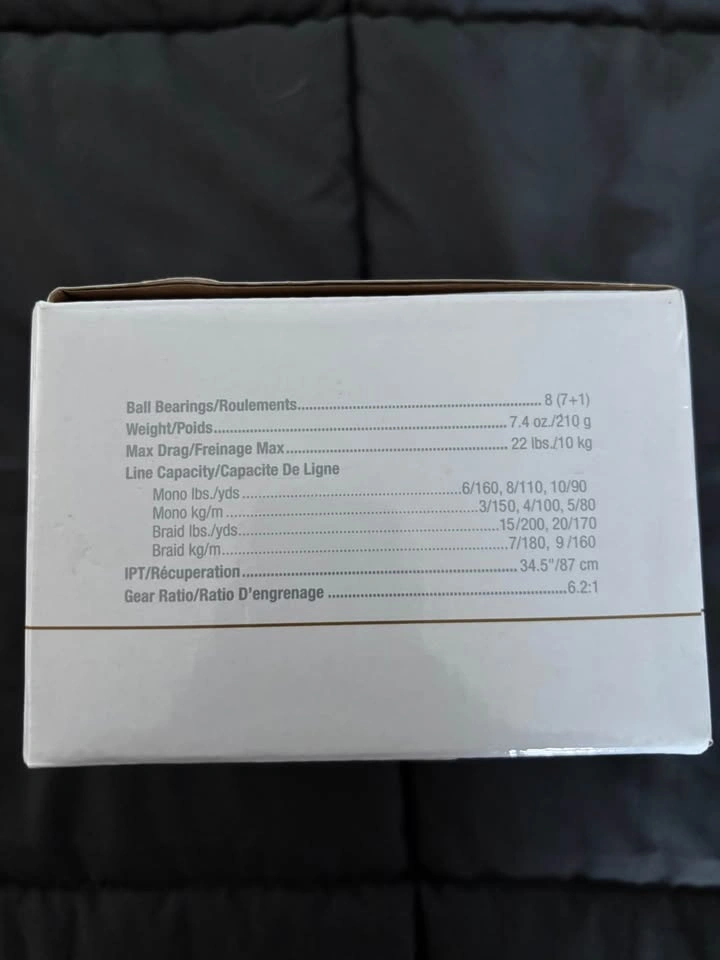 Ball Bearings/Roulements........................................................ 8 (7+1)
Weight/Poids..................................................................7.4 oz./210 g
Max Drag/Freinage Max.................................................... 22 lbs./10 kg
Line Capacity/Capacite De Ligne
Mono lbs./yds..................................................6/160, 8/110, 10/90
Mono kg/m.........................................................3/150, 4/100, 5/80
Braid lbs./yds...........................................................15/200, 20/170
Braid kg/m................................................................7/180, 9 /160
IPT/Récuperation............................................................. 34.5"/87 cm
Gear Ratio/Ratio D'engrenage .......................................................6.2:1